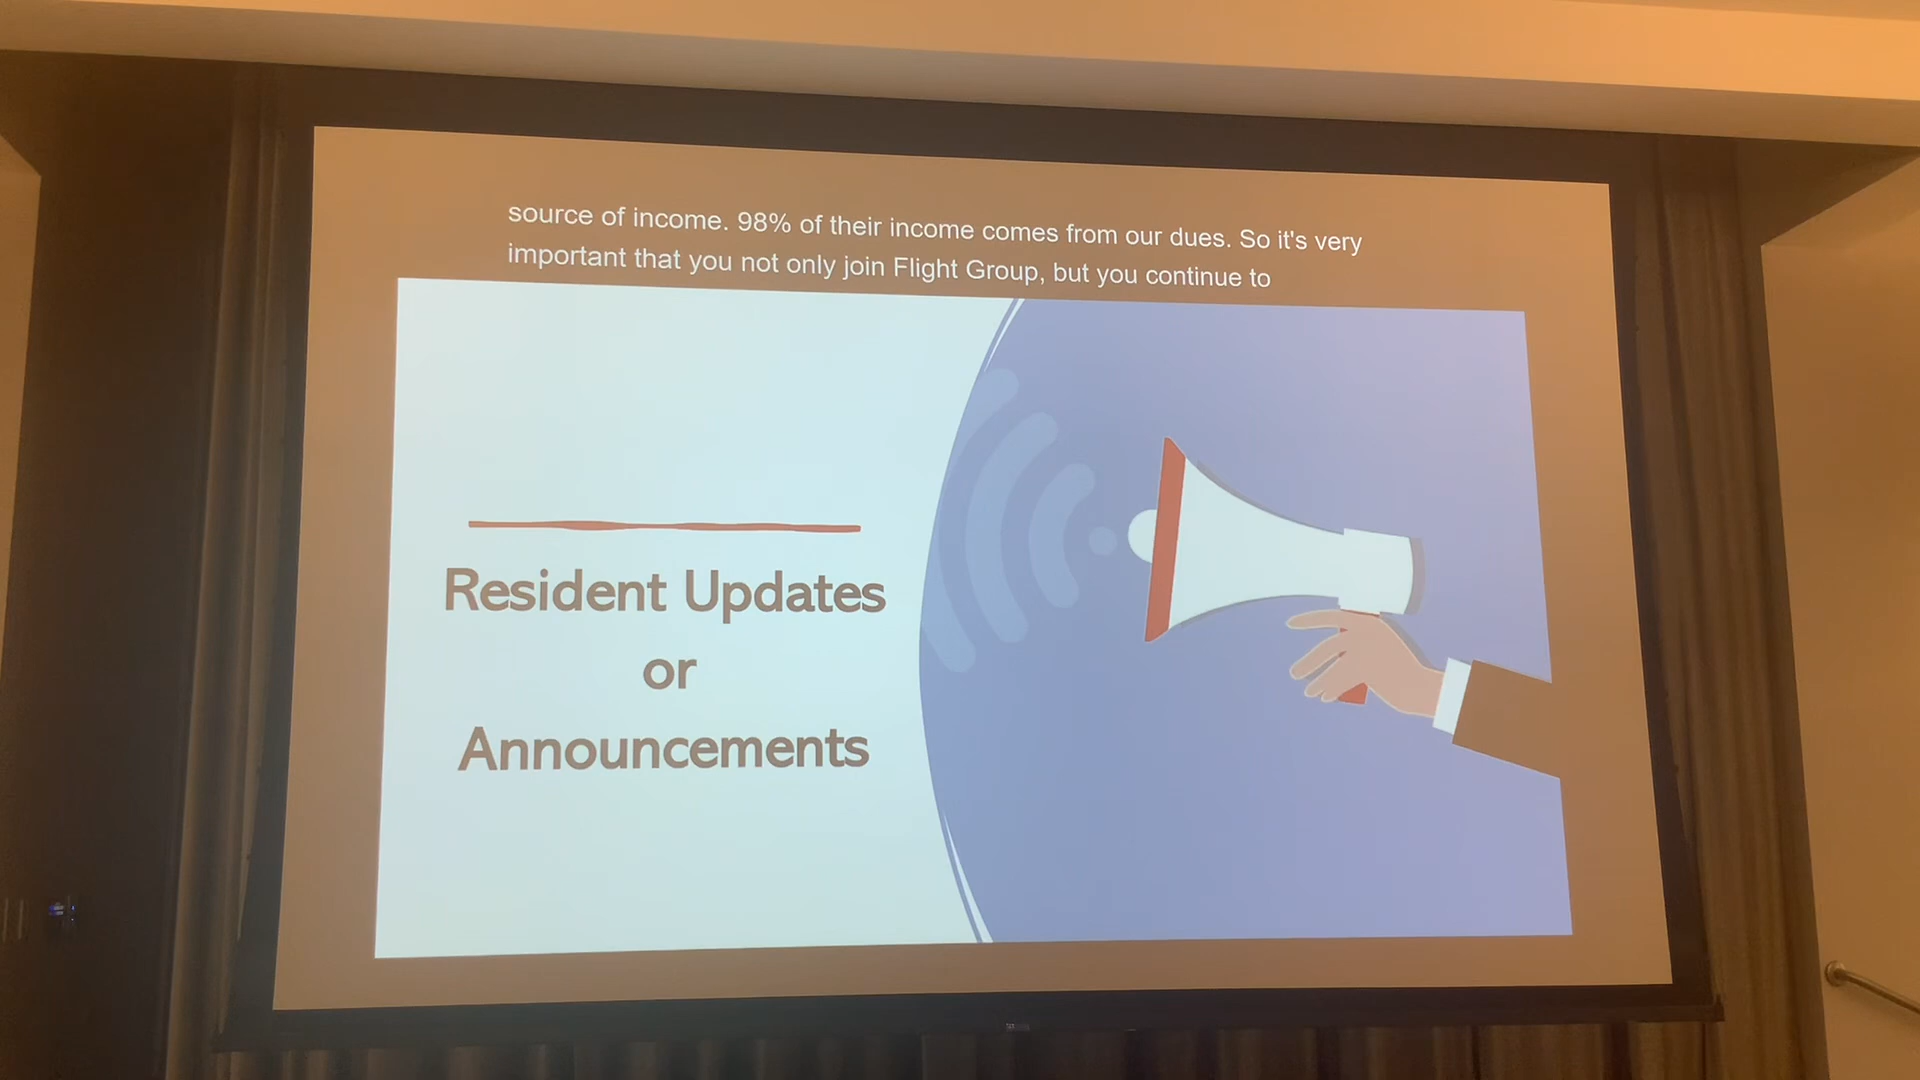 source of income. 98% of their income comes from our dues. So it's very
important that you not only join Flight Group, but you continue to
Resident Updates
or
Announcements